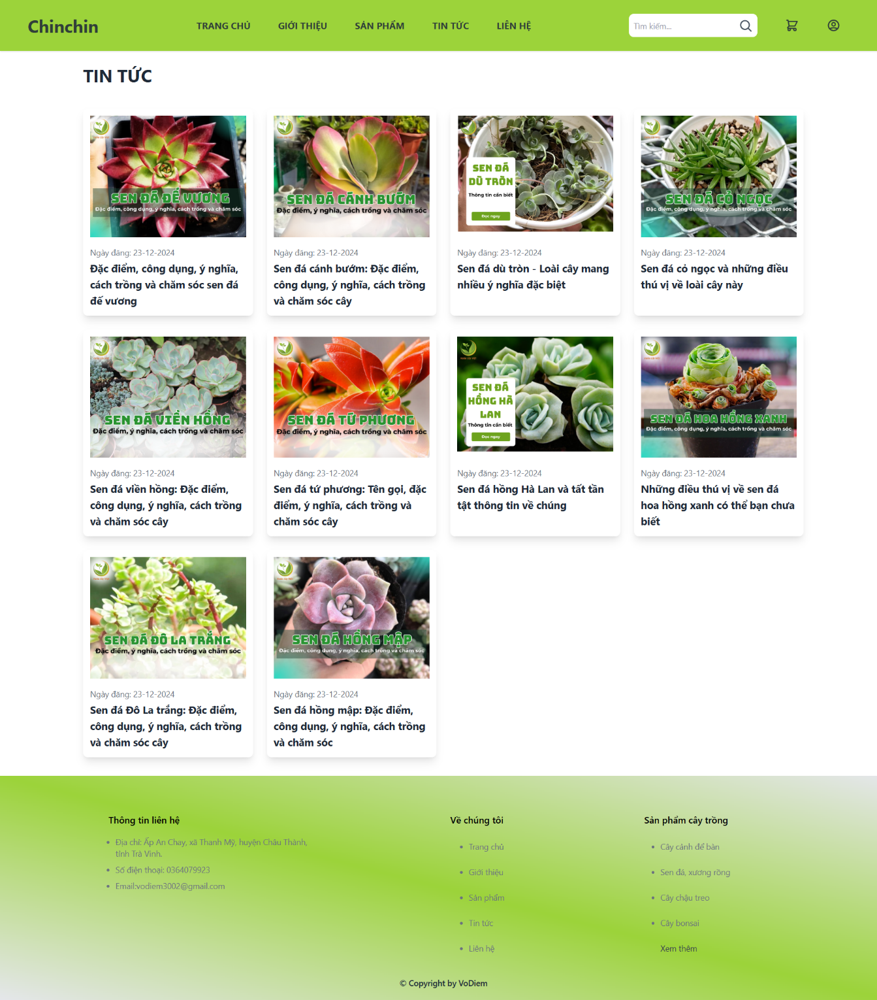 Chinchin
TRANG CHỦ
GIỚI THIỆU
SẢN PHẨM
TIN TỨC
LIÊN HỆ
Tìm kiếm...
TIN TỨC
SEN ĐÁ ĐẾ VƯƠNG
Đặc điểm, công dụng, ý nghĩa, cách trồng và chăm sóc
Ngày đăng: 23-12-2024
Đặc điểm, công dụng, ý nghĩa,
cách trồng và chăm sóc sen đá
đế vương
SEN ĐÁ CÁNH BƯỚM
Đặc điểm, ý nghĩa, cách trồng và chăm sóc
Ngày đăng: 23-12-2024
Sen đá cánh bướm: Đặc điểm,
công dụng, ý nghĩa, cách trồng
và chăm sóc cây
SEN ĐÁ
DÙ TRÒN
Thông tin cần biết
Đọc ngay
Ngày đăng: 23-12-2024
Sen đá dù tròn - Loài cây mang
nhiều ý nghĩa đặc biệt
SEN ĐÁ CỎ NGỌC
Đặc điểm, công dụng, ý nghĩa, cách trồng và chăm sóc
Ngày đăng: 23-12-2024
Sen đá cỏ ngọc và những điều
thú vị về loài cây này
SEN ĐÁ VIỀN HỒNG
Đặc điểm, ý nghĩa, cách trồng và chăm sóc
Ngày đăng: 23-12-2024
Sen đá viền hồng: Đặc điểm,
công dụng, ý nghĩa, cách trồng
và chăm sóc cây
SEN ĐÁ TỨ PHƯƠNG
Đặc điểm, ý nghĩa, cách trồng và chăm sóc
Ngày đăng: 23-12-2024
Sen đá tứ phương: Tên gọi, đặc
điểm, ý nghĩa, cách trồng và
chăm sóc cây
SEN ĐÁ
HỒNG HÀ
LAN
Thông tin cần biết
Đọc ngay
Ngày đăng: 23-12-2024
Sen đá hồng Hà Lan và tất tần
tật thông tin về chúng
SEN ĐÁ HOA HỒNG XANH
Đặc điểm, công dụng, ý nghĩa, cách trồng và chăm sóc
Ngày đăng: 23-12-2024
Những điều thú vị về sen đá
hoa hồng xanh có thể bạn chưa
biết
SEN ĐÁ ĐÔ LA TRẮNG
Đặc điểm, ý nghĩa, cách trồng và chăm sóc
Ngày đăng: 23-12-2024
Sen đá Đô La trắng: Đặc điểm,
công dụng, ý nghĩa, cách trồng
và chăm sóc cây
SEN ĐÁ HỒNG MẬP
Đặc điểm, công dụng, ý nghĩa, cách trồng và chăm sóc
Ngày đăng: 23-12-2024
Sen đá hồng mập: Đặc điểm,
công dụng, ý nghĩa, cách trồng
và chăm sóc
Thông tin liên hệ
Địa chỉ: Ấp An Chay, xã Thanh Mỹ, huyện Châu Thành,
tỉnh Trà Vinh.
Số điện thoại: 0364079923
Email:vodiem3002@gmail.com
Về chúng tôi
Trang chủ
Giới thiệu
Sản phẩm
Tin tức
Liên hệ
Sản phẩm cây trồng
Cây cảnh để bàn
Sen đá, xương rồng
Cây chậu treo
Cây bonsai
Xem thêm
© Copyright by VoDiem